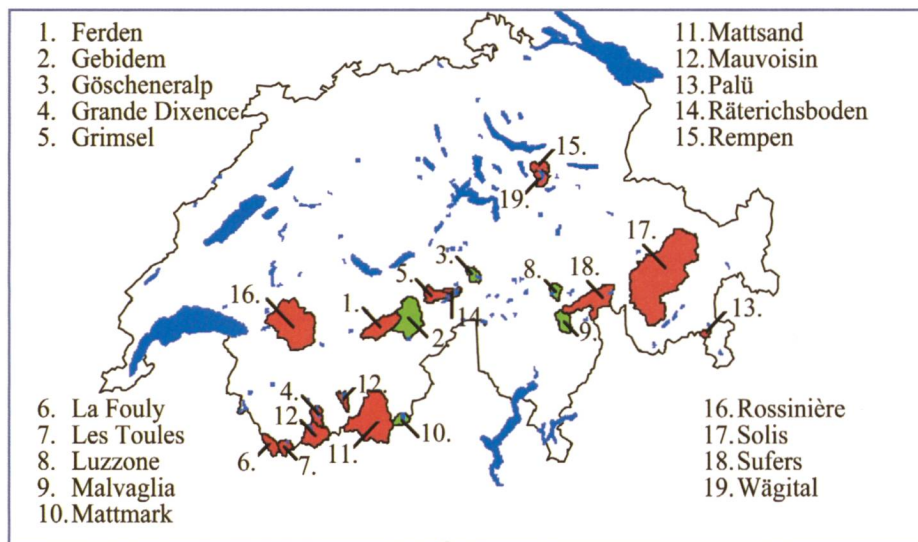 1. Ferden
2. Gebidem
3. Göscheneralp
4. Grande Dixence
5. Grimsel
11. Mattsand
12. Mauvoisin
13. Palü
14. Räterichsboden
15. Rempen
15.
19.
17.
3.
5.
8.
18.
16.
1.
14
13.
2.
9.
4.
12.
12.
10.
11.
6.
7.
6. La Fouly
7. Les Toules
8. Luzzone
9. Malvaglia
10. Mattmark
16. Rossinière
17. Solis
18. Sufers
19. Wägital